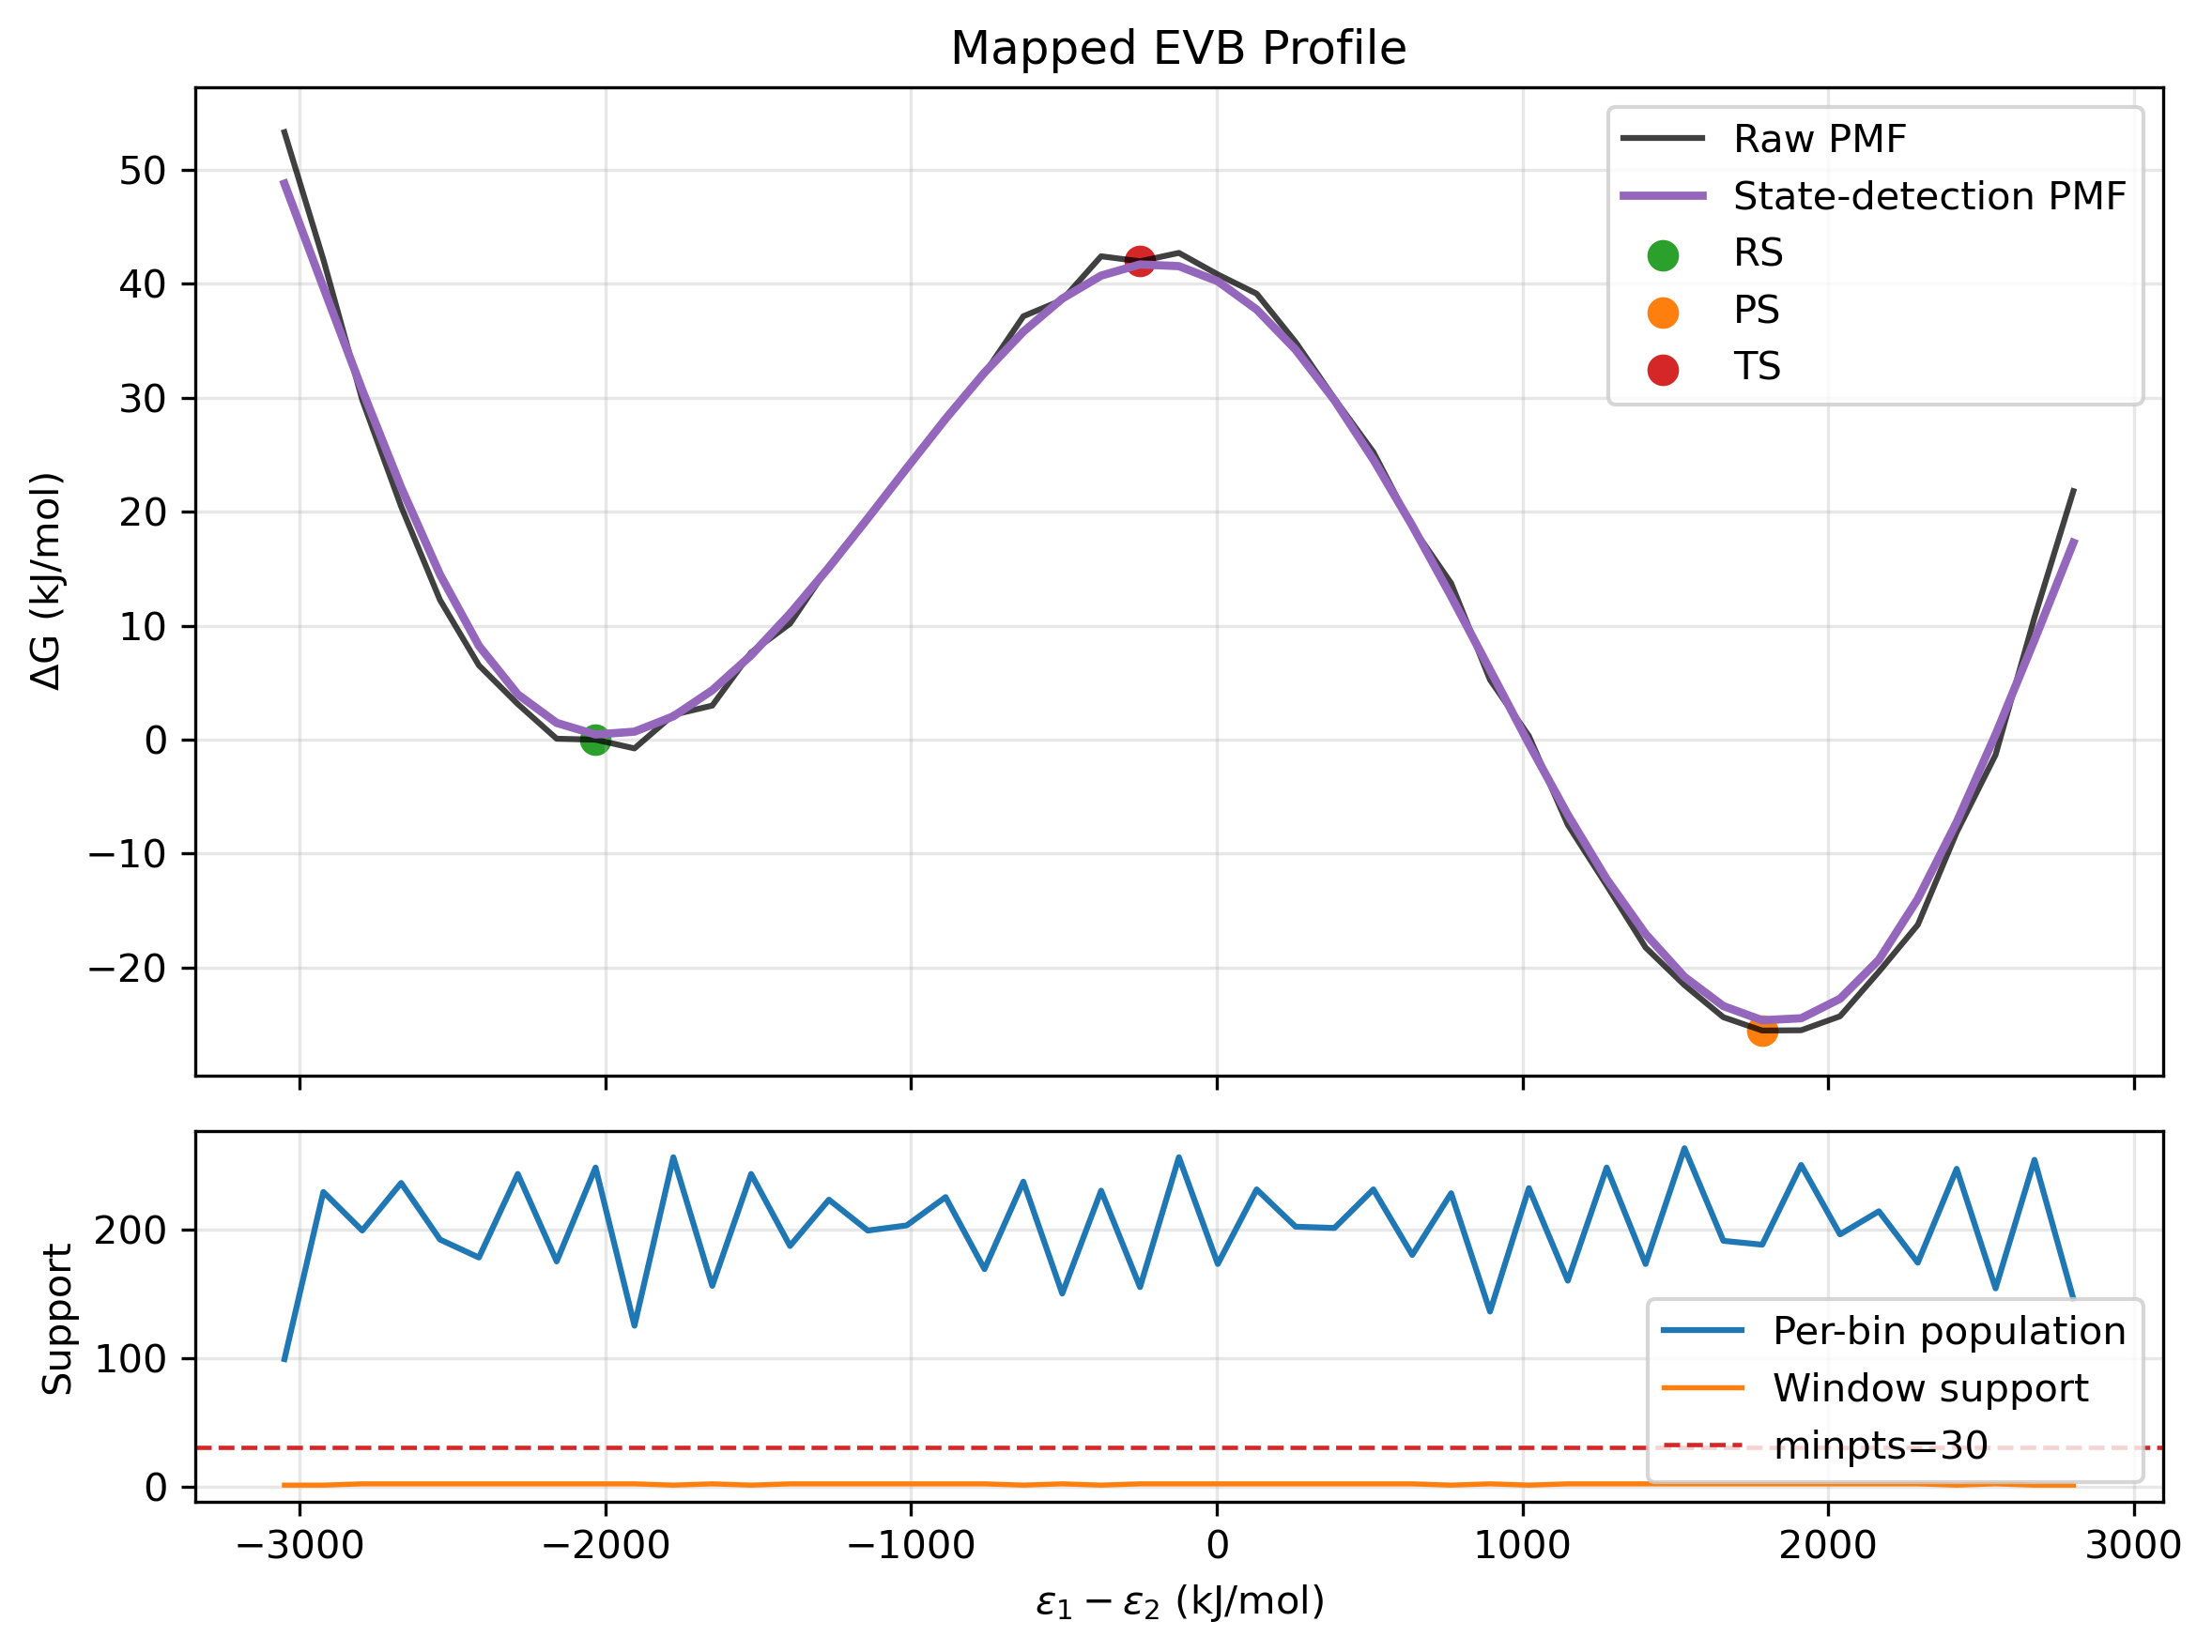 Mapped EVB Profile
ΔG (kJ/mol)
50
40
30
20
10
0
−10
−20
Raw PMF
State-detection PMF
RS
PS
TS
Support
200
100
0
Per-bin population
Window support
minpts=30
−3000
−2000
−1000
0
1000
2000
3000
ε₁ − ε₂ (kJ/mol)